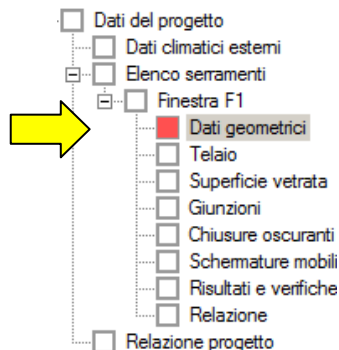 Dati del progetto
Dati climatici esterni
Elenco serramenti
Finestra F1
Dati geometrici
Telaio
Superficie vetrata
Giunzioni
Chiusure oscuranti
Schermature mobili
Risultati e verifiche
Relazione
Relazione progetto